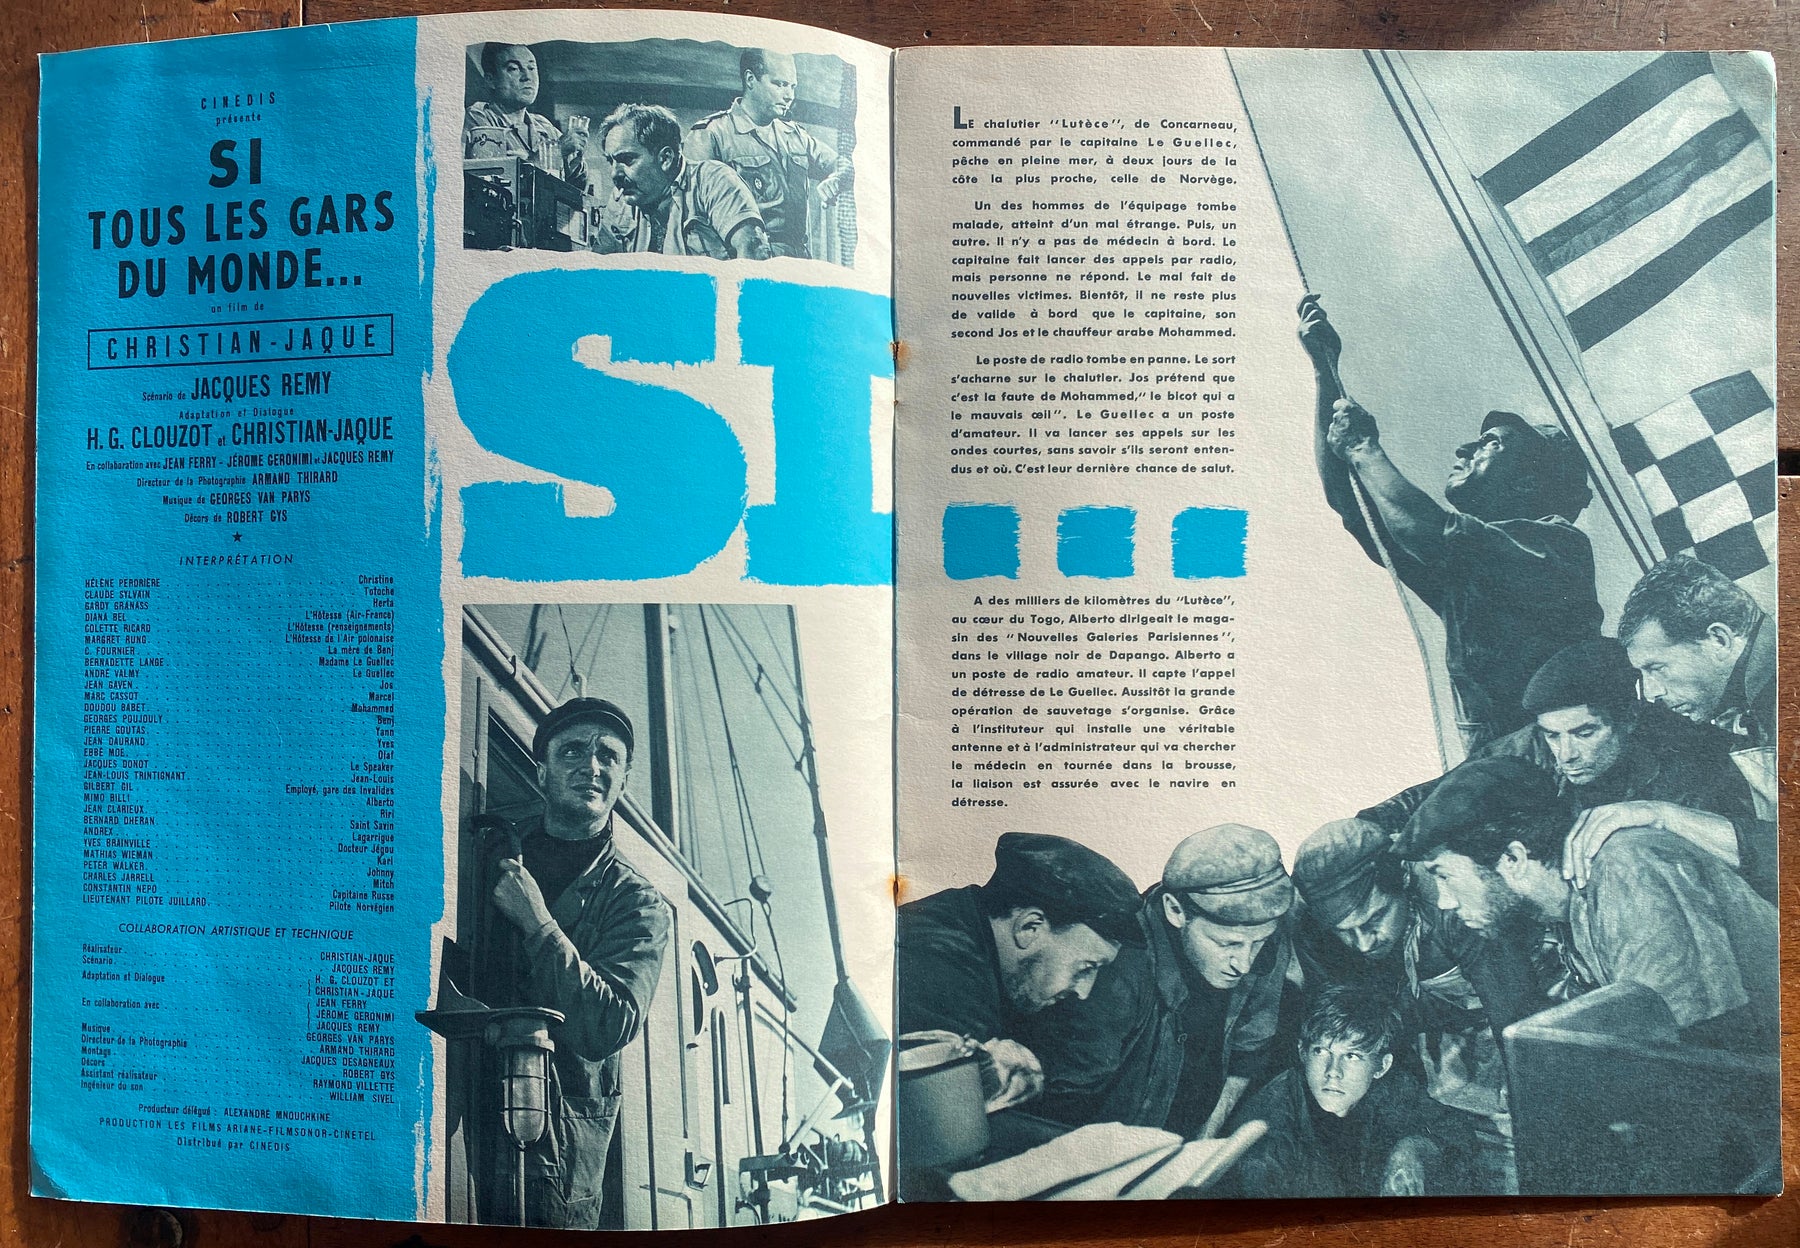 CINEDIS
présente
SI
TOUS LES GARS
DU MONDE...
un film de
CHRISTIAN-JAQUE
Scénario de JACQUES REMY
Adaptation et Dialogue
H. G. CLOUZOT et CHRISTIAN-JAQUE
En collaboration avec JEAN FERRY - JÉROME GERONIMI et JACQUES REMY
Directeur de la Photographie ARMAND THIRARD
Musique de GEORGES VAN PARYS
Décors de ROBERT GYS
INTERPRÉTATION
HÉLÈNE PERDRIERE Christine
CLAUDE SYLVAIN Tutoche
GARDY GRANASS Herta
DIANA BEL L'Hôtesse (Air-France)
COLETTE RICARD L'Hôtesse (renseignements)
MARGRET RUNG L'Hôtesse de l'Air polonaise
C. FOURNIER La mère de Benj
BERNADETTE LANGE Madame Le Guellec
ANDRÉ VALMY Le Guellec
JEAN GAVEN Jos
MARC CASSOT Marcel
DOUDOU BABET Mohammed
GEORGES POUJOULY Benj
PIERRE GOUTAS Yann
JEAN DAURAND Yves
EBBE MOE Olaf
JACQUES DONOT Le Speaker
JEAN-LOUIS TRINTIGNANT Jean-Louis
GILBERT GIL Employé, gare des Invalides
MIMO BILLI Alberto
JEAN CLARIEUX Riri
BERNARD DHERAN Saint Savin
ANDREX Lagarrigue
YVES BRAINVILLE Docteur Jégou
MATHIAS WIEMAN Karl
PETER WALKER Johnny
CHARLES JARRELL Mitch
CONSTANTIN NEPO Capitaine Russe
LIEUTENANT PILOTE JUILLARD Pilote Norvégien
COLLABORATION ARTISTIQUE ET TECHNIQUE
Réalisateur CHRISTIAN-JAQUE
Scénario JACQUES REMY
Adaptation et Dialogue H. G. CLOUZOT ET
CHRISTIAN-JAQUE
En collaboration avec JEAN FERRY
JÉROME GERONIMI
JACQUES REMY
Musique GEORGES VAN PARYS
Directeur de la Photographie ARMAND THIRARD
Montage JACQUES DESAGNEAUX
Décors ROBERT GYS
Assistant réalisateur RAYMOND VILLETTE
Ingénieur du son WILLIAM SIVEL
Producteur délégué : ALEXANDRE MNOUCHKINE
PRODUCTION LES FILMS ARIANE-FILMSONOR-CINETEL
Distribué par CINEDIS
SI...
LE chalutier "Lutèce", de Concarneau,
commandé par le capitaine Le Guellec,
pêche en pleine mer, à deux jours de la
côte la plus proche, celle de Norvège.
Un des hommes de l'équipage tombe
malade, atteint d'un mal étrange. Puis, un
autre. Il n'y a pas de médecin à bord. Le
capitaine fait lancer des appels par radio,
mais personne ne répond. Le mal fait de
nouvelles victimes. Bientôt, il ne reste plus
de valide à bord que le capitaine, son
second Jos et le chauffeur arabe Mohammed.
Le poste de radio tombe en panne. Le sort
s'acharne sur le chalutier. Jos prétend que
c'est la faute de Mohammed," le bicot qui a
le mauvais œil". Le Guellec a un poste
d'amateur. Il va lancer ses appels sur les
ondes courtes, sans savoir s'ils seront enten-
dus et où. C'est leur dernière chance de salut.
A des milliers de kilomètres du "Lutèce",
au cœur du Togo, Alberto dirigeait le maga-
sin des "Nouvelles Galeries Parisiennes",
dans le village noir de Dapango. Alberto a
un poste de radio amateur. Il capte l'appel
de détresse de Le Guellec. Aussitôt la grande
opération de sauvetage s'organise. Grâce
à l'instituteur qui installe une véritable
antenne et à l'administrateur qui va chercher
le médecin en tournée dans la brousse,
la liaison est assurée avec le navire en
détresse.